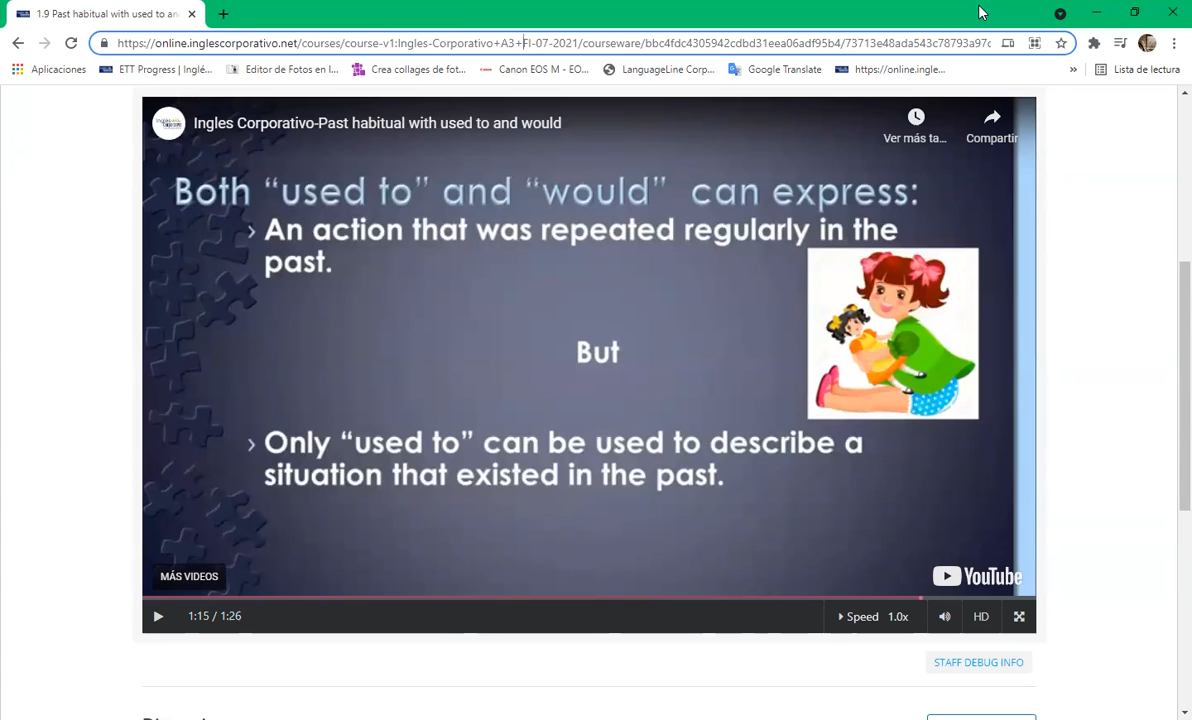 1.9 Past habitual with used to an
https://online.inglescorporativo.net/courses/course-v1:Ingles-Corporativo+A3+FI-07-2021/courseware/bbc4fdc4305942cdbd31eea06adf95b4/73713e48ada543c78793a97c
Aplicaciones ETT Progress | Inglé... Editor de Fotos en l... Crea collages de fot... Canon EOS M - EO... LanguageLine Corp... Google Translate https://online.ingle... » Lista de lectura
Ingles Corporativo-Past habitual with used to and would
Ver más ta... Compartir
Both “used to” and “would” can express:
An action that was repeated regularly in the
past.
But
Only “used to” can be used to describe a
situation that existed in the past.
MÁS VIDEOS
YouTube
1:15 / 1:26 Speed 1.0x HD
STAFF DEBUG INFO